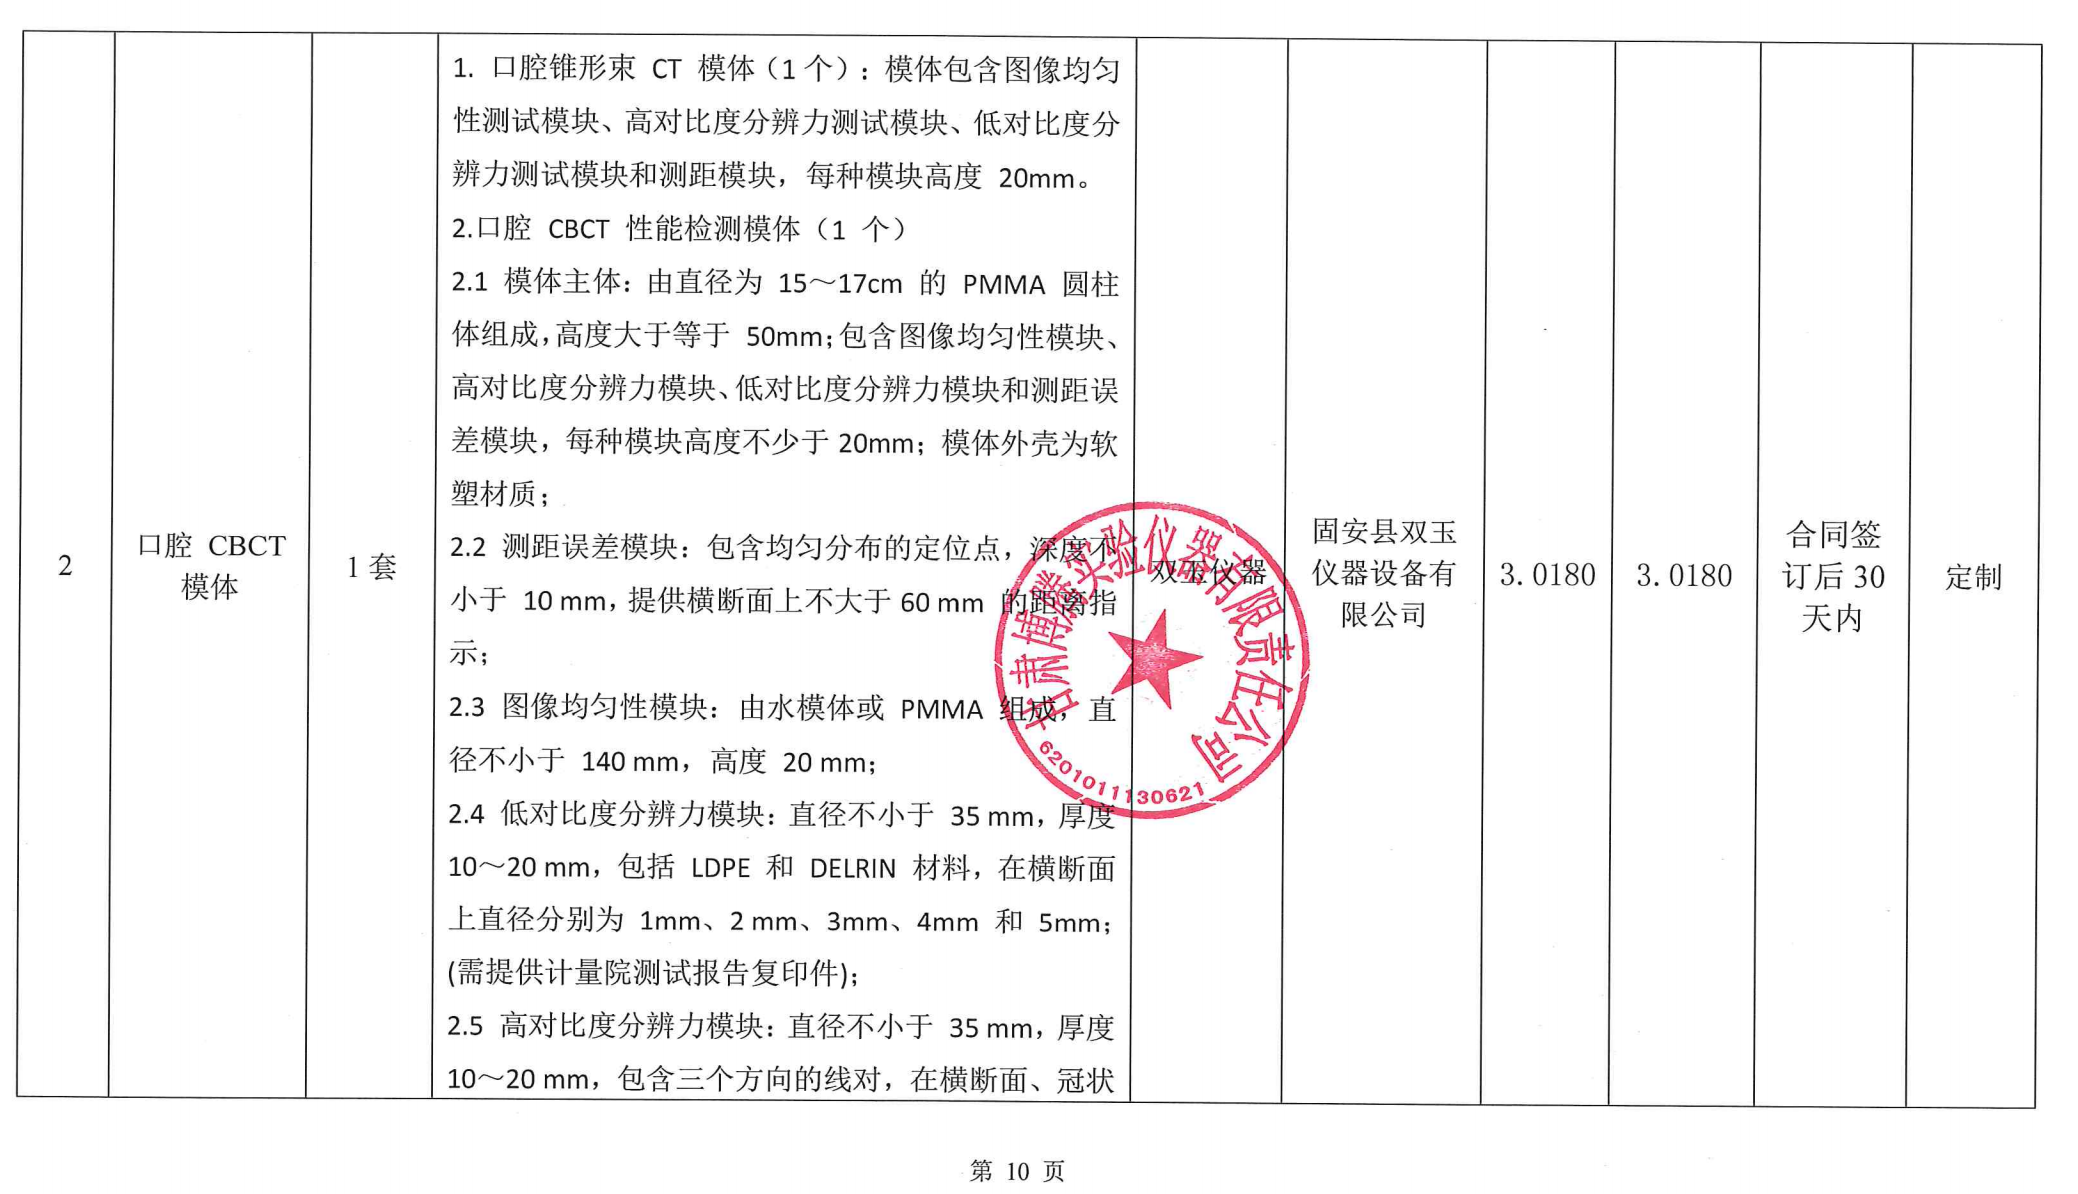 2
口腔 CBCT
模体
1 套
1. 口腔锥形束 CT 模体（1 个）: 模体包含图像均匀
性测试模块、高对比度分辨力测试模块、低对比度分
辨力测试模块和测距模块，每种模块高度 20mm。
2.口腔 CBCT 性能检测模体（1 个）
2.1 模体主体: 由直径为 15～17cm 的 PMMA 圆柱
体组成,高度大于等于 50mm;包含图像均匀性模块、
高对比度分辨力模块、低对比度分辨力模块和测距误
差模块，每种模块高度不少于 20mm；模体外壳为软
塑材质；
2.2 测距误差模块: 包含均匀分布的定位点，深度不
小于 10 mm,提供横断面上不大于 60 mm 的距离指
示；
2.3 图像均匀性模块: 由水模体或 PMMA 组成，直
径不小于 140 mm，高度 20 mm；
2.4 低对比度分辨力模块: 直径不小于 35 mm，厚度
10～20 mm，包括 LDPE 和 DELRIN 材料，在横断面
上直径分别为 1mm、2 mm、3mm、4mm 和 5mm；
(需提供计量院测试报告复印件)；
2.5 高对比度分辨力模块: 直径不小于 35 mm，厚度
10～20 mm，包含三个方向的线对，在横断面、冠状
双玉仪器
固安县双玉
仪器设备有
限公司
3.0180
3.0180
合同签
订后 30
天内
定制
甘肃博腾实验仪器有限责任公司
6201011130621
第 10 页